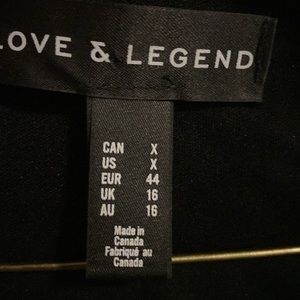 LOVE & LEGEND
CAN X
US X
EUR 44
UK 16
AU 16
Made in
Canada
Fabriqué au
Canada